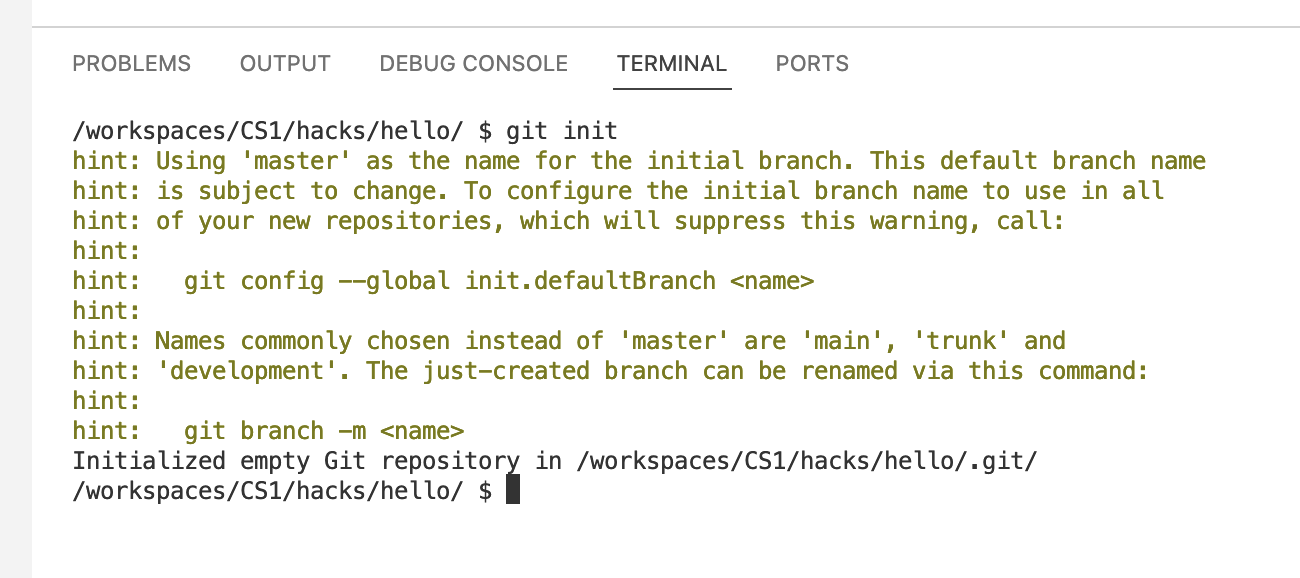 PROBLEMS OUTPUT DEBUG CONSOLE TERMINAL PORTS
/workspaces/CS1/hacks/hello/ $ git init
hint: Using 'master' as the name for the initial branch. This default branch name
hint: is subject to change. To configure the initial branch name to use in all
hint: of your new repositories, which will suppress this warning, call:
hint:
hint:   git config --global init.defaultBranch <name>
hint:
hint: Names commonly chosen instead of 'master' are 'main', 'trunk' and
hint: 'development'. The just-created branch can be renamed via this command:
hint:
hint:   git branch -m <name>
Initialized empty Git repository in /workspaces/CS1/hacks/hello/.git/
/workspaces/CS1/hacks/hello/ $